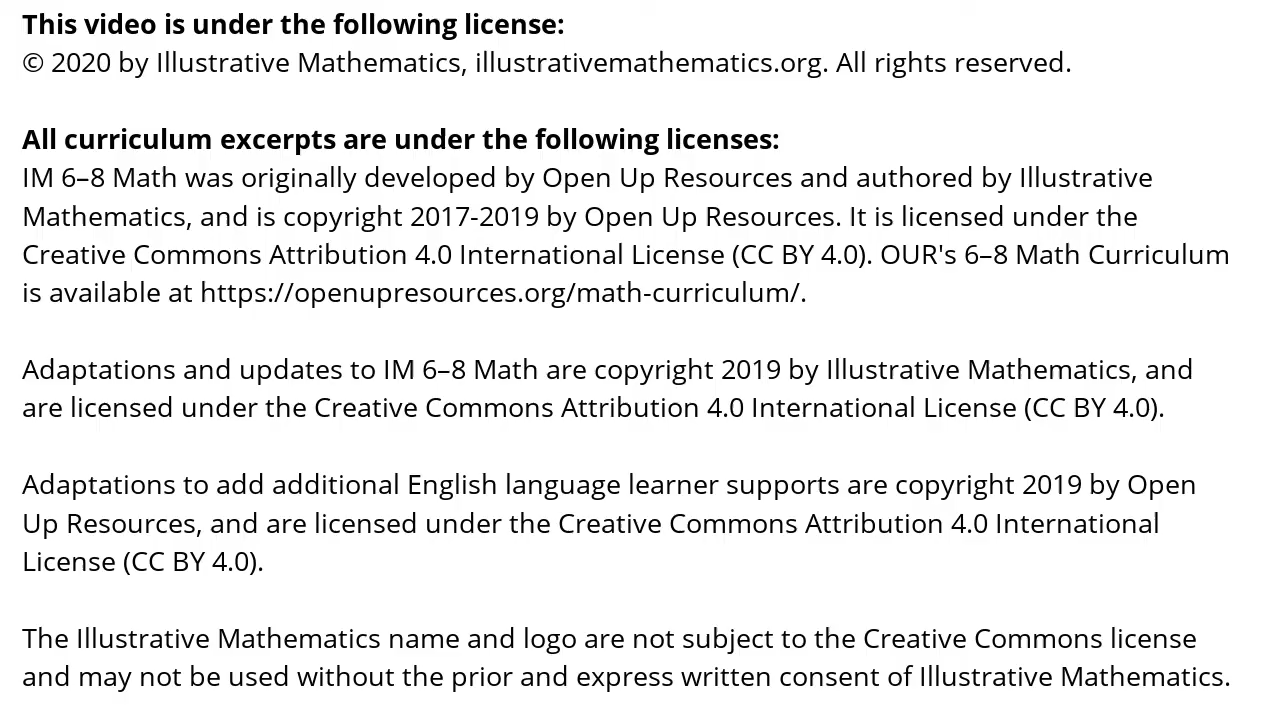 This video is under the following license:
© 2020 by Illustrative Mathematics, illustrativemathematics.org. All rights reserved.
All curriculum excerpts are under the following licenses:
IM 6–8 Math was originally developed by Open Up Resources and authored by Illustrative
Mathematics, and is copyright 2017-2019 by Open Up Resources. It is licensed under the
Creative Commons Attribution 4.0 International License (CC BY 4.0). OUR's 6–8 Math Curriculum
is available at https://openupresources.org/math-curriculum/.
Adaptations and updates to IM 6–8 Math are copyright 2019 by Illustrative Mathematics, and
are licensed under the Creative Commons Attribution 4.0 International License (CC BY 4.0).
Adaptations to add additional English language learner supports are copyright 2019 by Open
Up Resources, and are licensed under the Creative Commons Attribution 4.0 International
License (CC BY 4.0).
The Illustrative Mathematics name and logo are not subject to the Creative Commons license
and may not be used without the prior and express written consent of Illustrative Mathematics.